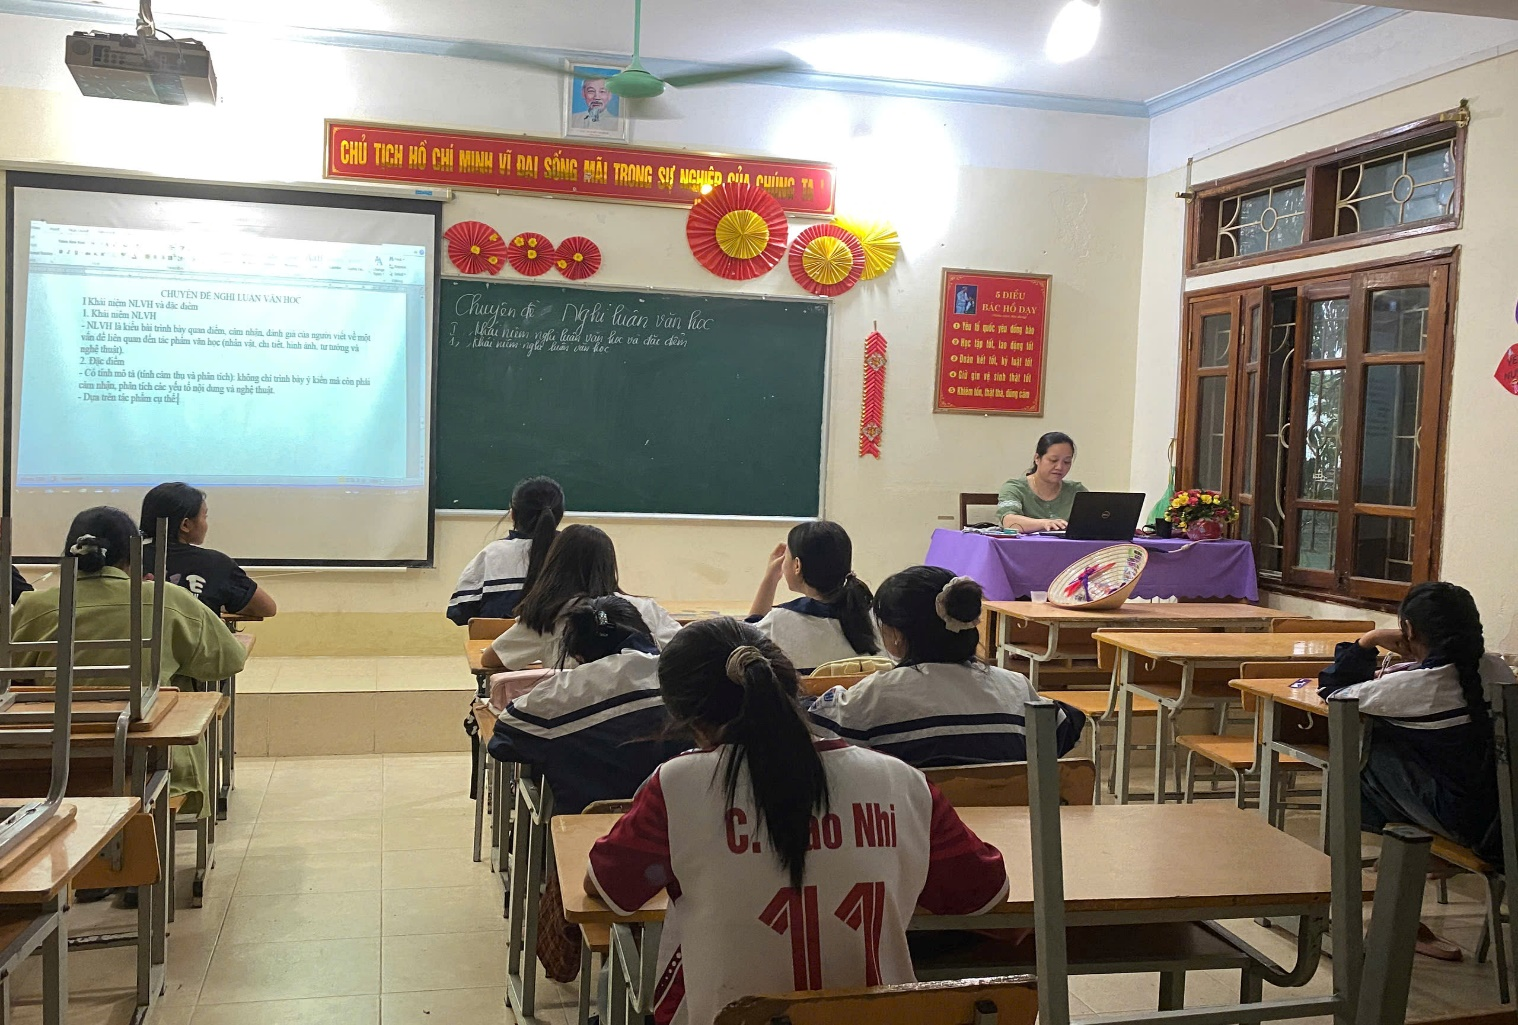 CHỦ TỊCH HỒ CHÍ MINH VĨ ĐẠI SỐNG MÃI TRONG SỰ NGHIỆP CỦA CHÚNG TA !
CHUYÊN ĐỀ NGHỊ LUẬN VĂN HỌC
I Khái niệm NLVH và đặc điểm
1. Khái niệm NLVH
- NLVH là kiểu bài trình bày quan điểm, cảm nhận, đánh giá của người viết về một
vấn đề liên quan đến tác phẩm văn học (nhân vật, chi tiết, hình ảnh, tư tưởng và
nghệ thuật).
2. Đặc điểm
- Có tính mô tả (tính cảm thụ và phân tích): không chỉ trình bày ý kiến mà còn phải
cảm nhận, phân tích các yếu tố nội dung và nghệ thuật.
- Dựa trên tác phẩm cụ thể
Chuyên đề Nghị luận văn học
I, Khái niệm nghị luận văn học và đặc điểm
1, Khái niệm nghị luận văn học
5 ĐIỀU
BÁC HỒ DẠY
1 Yêu tổ quốc yêu đồng bào
2 Học tập tốt, lao động tốt
3 Đoàn kết tốt, kỷ luật tốt
4 Giữ gìn vệ sinh thật tốt
5 Khiêm tốn, thật thà, dũng cảm
DELL
C. Nhi
11